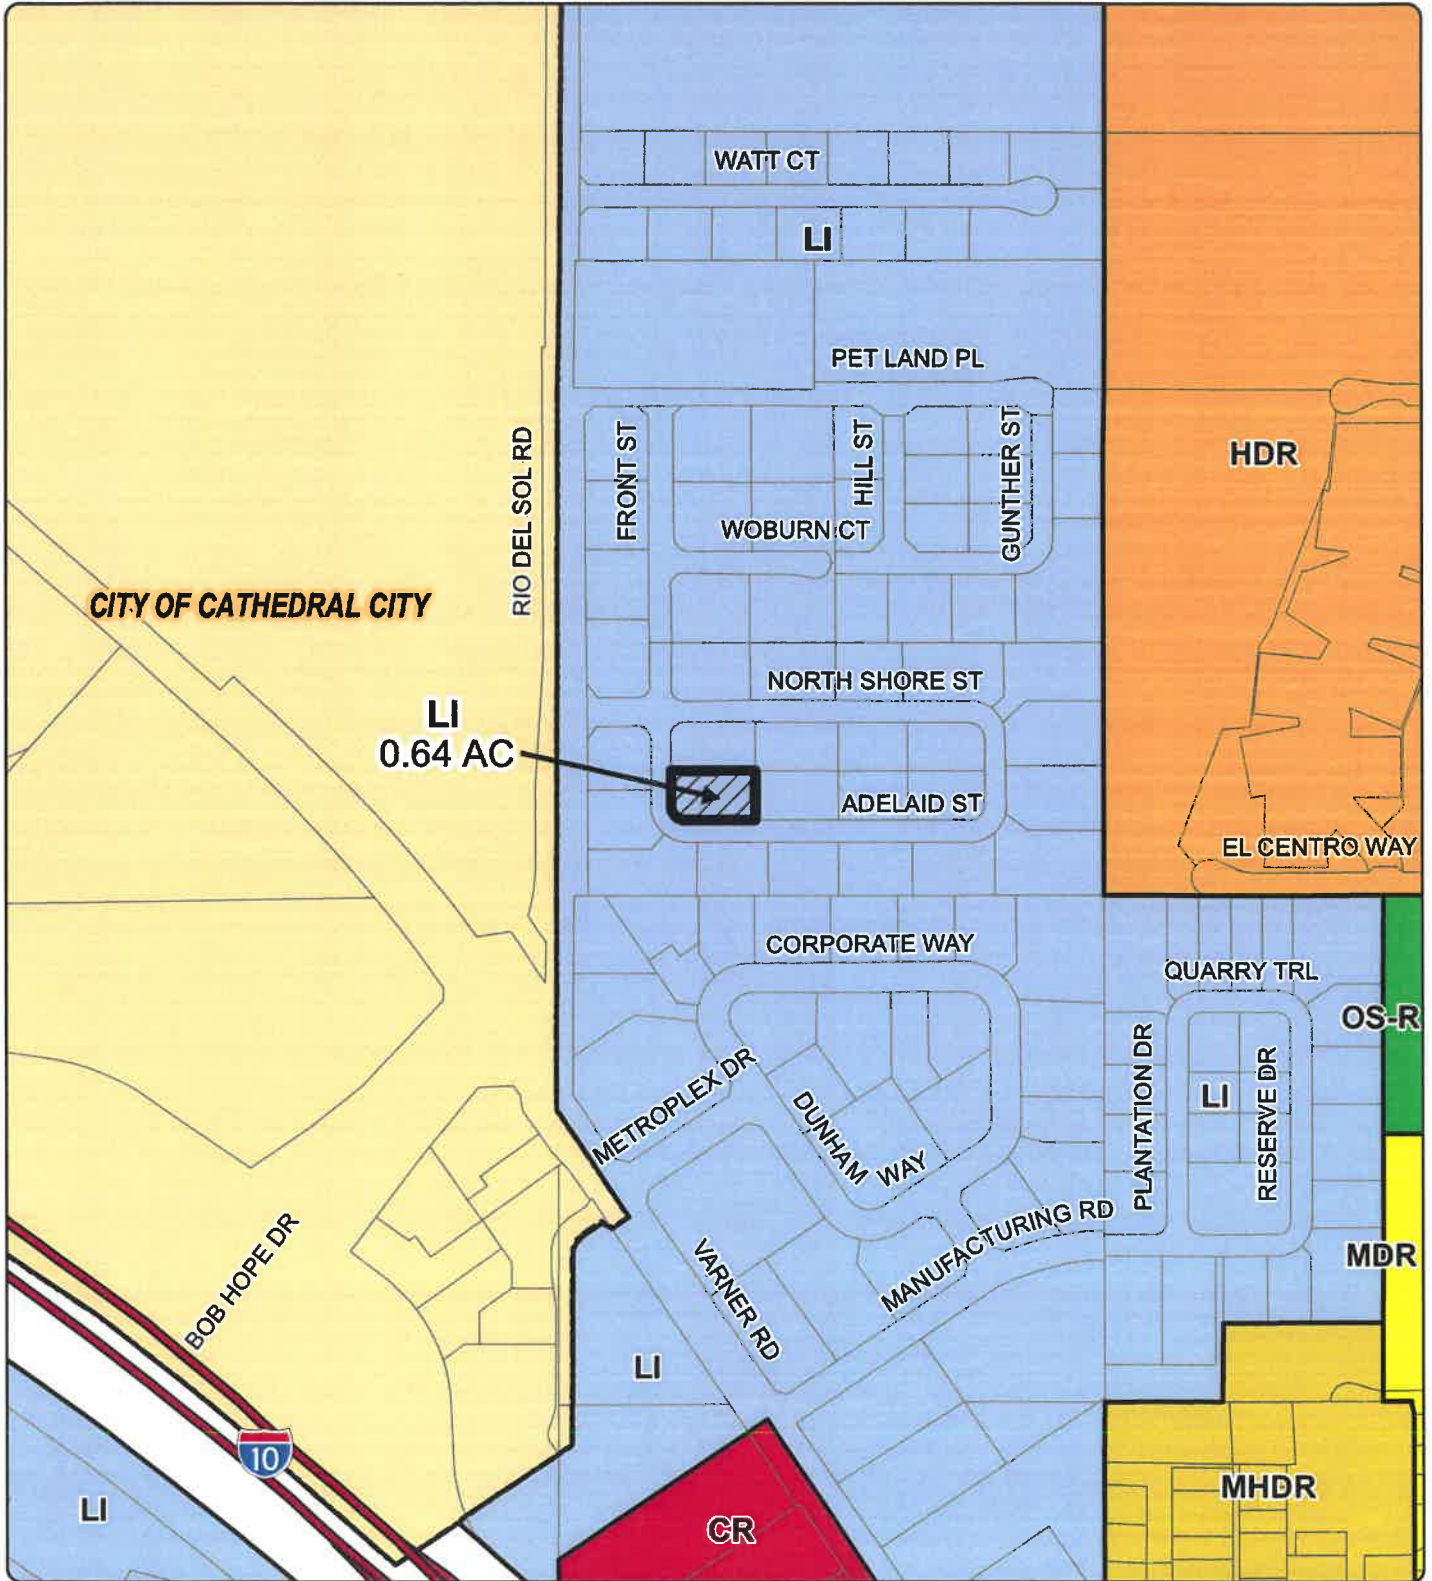 WATT CT
LI
PET LAND PL
RIO DEL SOL RD
FRONT ST
HILL ST
GUNTHER ST
HDR
WOBURN CT
CITY OF CATHEDRAL CITY
NORTH SHORE ST
LI
0.64 AC
ADELAID ST
EL CENTRO WAY
CORPORATE WAY
QUARRY TRL
OS-R
METROPLEX DR
DUNHAM WAY
PLANTATION DR
LI
RESERVE DR
MANUFACTURING RD
BOB HOPE DR
VARNER RD
MDR
LI
10
LI
CR
MHDR